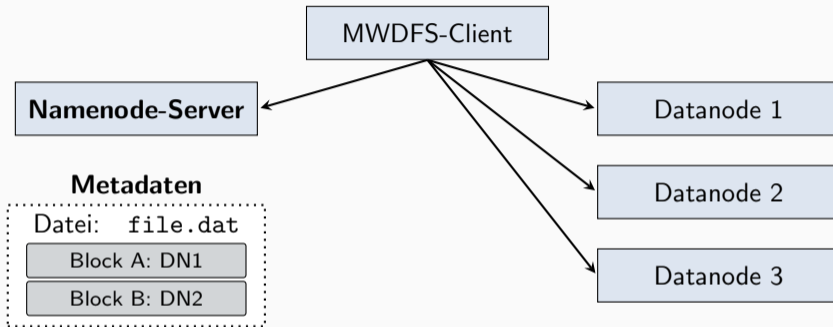 MWDFS-Client
Namenode-Server
Datanode 1
Datanode 2
Datanode 3
Metadaten
Datei: file.dat
Block A: DN1
Block B: DN2